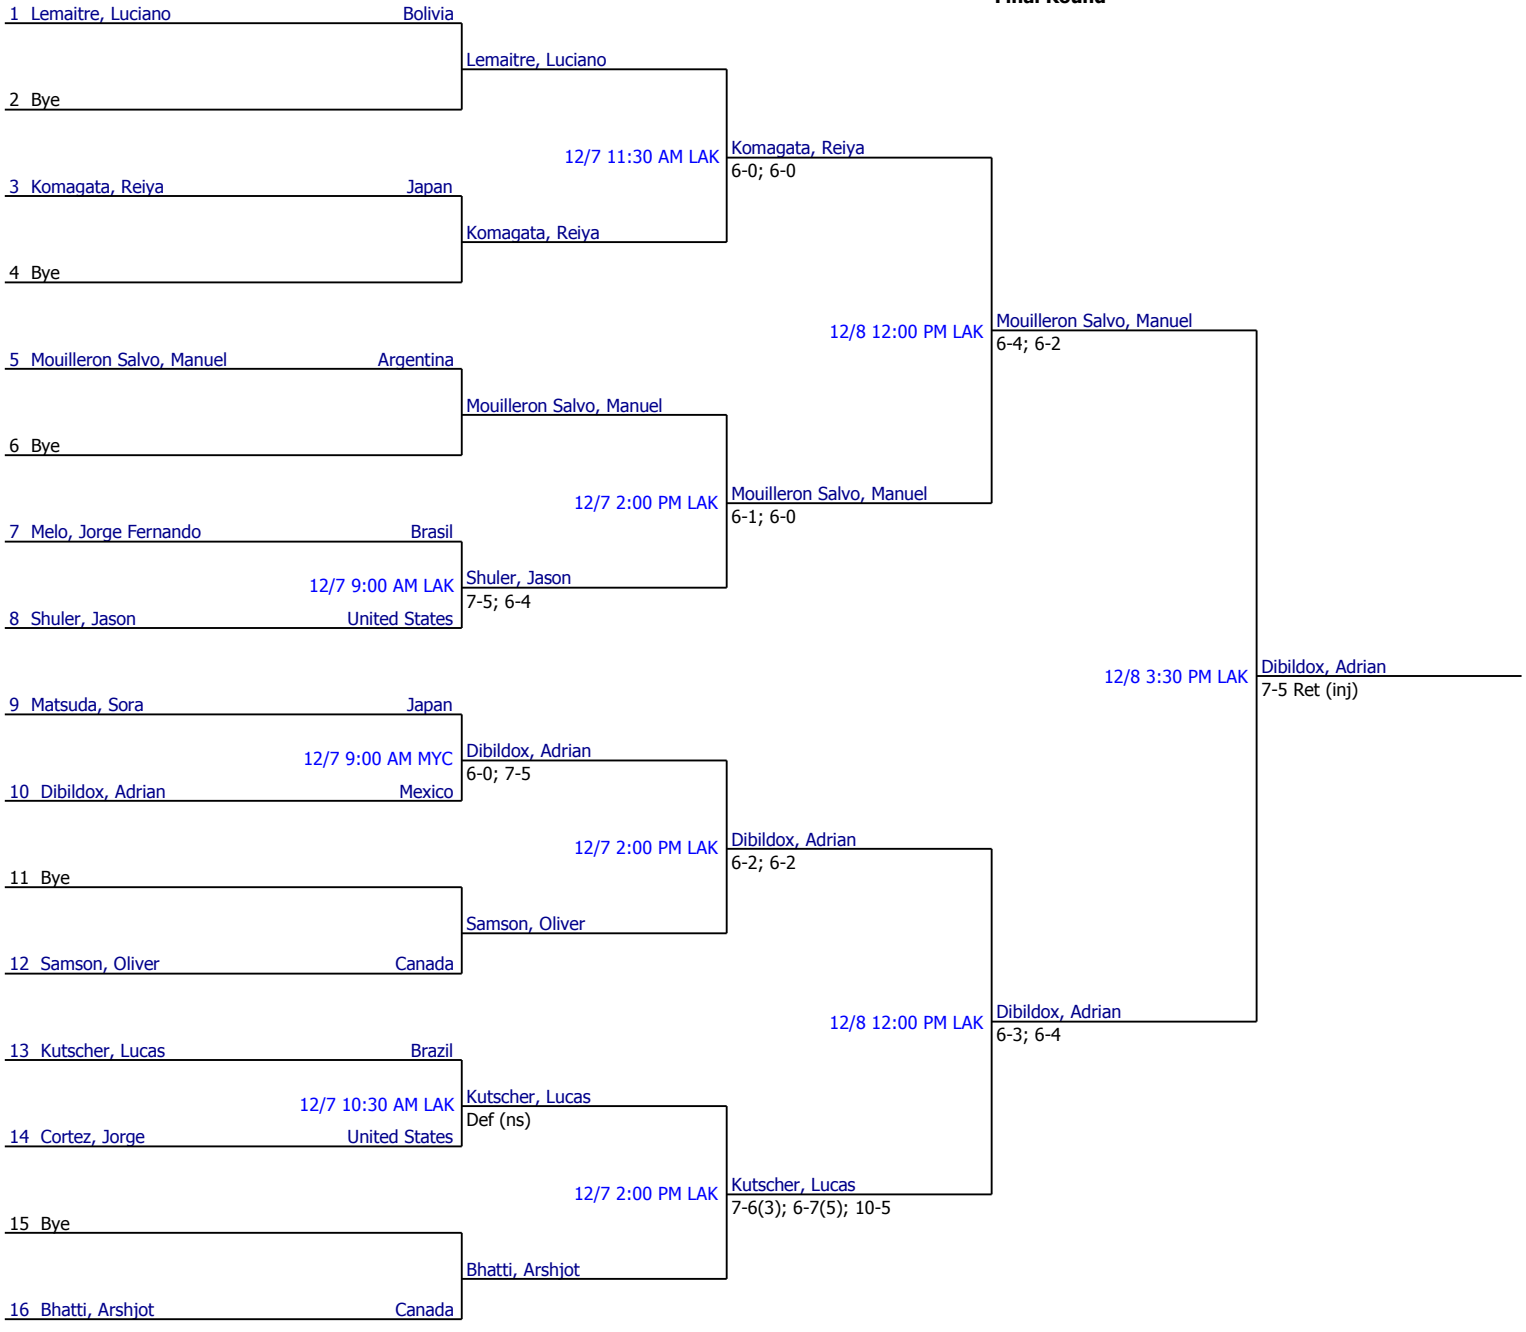 Final Round
1 Lemaitre, Luciano Bolivia
Lemaitre, Luciano
2 Bye
12/7 11:30 AM LAK Komagata, Reiya
6-0; 6-0
3 Komagata, Reiya Japan
Komagata, Reiya
4 Bye
12/8 12:00 PM LAK Mouilleron Salvo, Manuel
6-4; 6-2
5 Mouilleron Salvo, Manuel Argentina
Mouilleron Salvo, Manuel
6 Bye
12/7 2:00 PM LAK Mouilleron Salvo, Manuel
6-1; 6-0
7 Melo, Jorge Fernando Brasil
12/7 9:00 AM LAK Shuler, Jason
7-5; 6-4
8 Shuler, Jason United States
12/8 3:30 PM LAK Dibildox, Adrian
7-5 Ret (inj)
9 Matsuda, Sora Japan
12/7 9:00 AM MYC Dibildox, Adrian
6-0; 7-5
10 Dibildox, Adrian Mexico
12/7 2:00 PM LAK Dibildox, Adrian
6-2; 6-2
11 Bye
Samson, Oliver
12 Samson, Oliver Canada
12/8 12:00 PM LAK Dibildox, Adrian
6-3; 6-4
13 Kutscher, Lucas Brazil
12/7 10:30 AM LAK Kutscher, Lucas
Def (ns)
14 Cortez, Jorge United States
12/7 2:00 PM LAK Kutscher, Lucas
7-6(3); 6-7(5); 10-5
15 Bye
Bhatti, Arshjot
16 Bhatti, Arshjot Canada